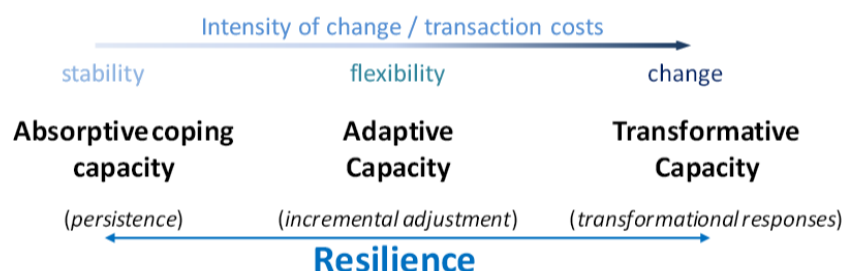 Intensity of change / transaction costs
stability flexibility change
Absorptive coping Adaptive Transformative
capacity Capacity Capacity
(persistence) (incremental adjustment) (transformational responses)
Resilience